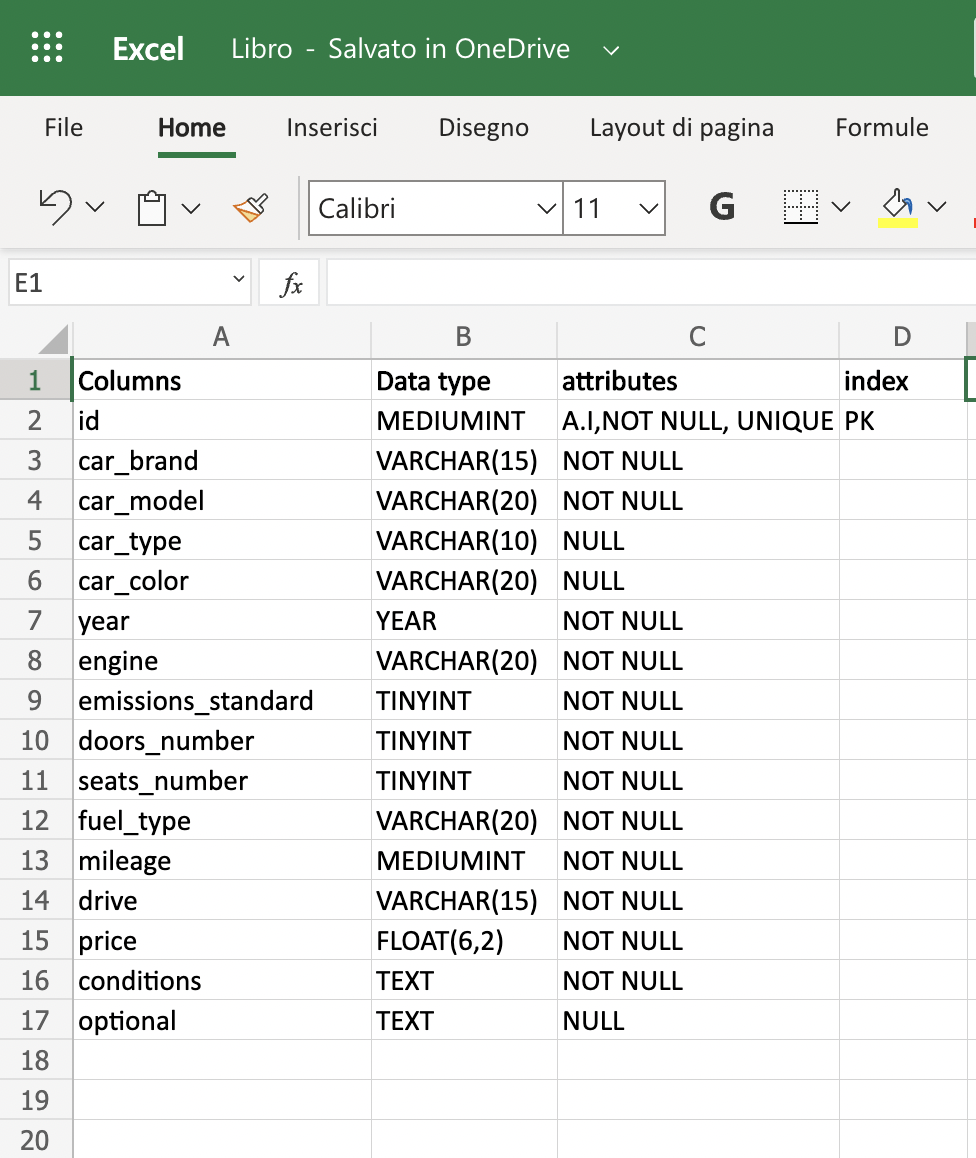 Excel Libro - Salvato in OneDrive
File Home Inserisci Disegno Layout di pagina Formule
Calibri 11 G
E1 fx
A B C D
1 Columns Data type attributes index
2 id MEDIUMINT A.I,NOT NULL, UNIQUE PK
3 car_brand VARCHAR(15) NOT NULL
4 car_model VARCHAR(20) NOT NULL
5 car_type VARCHAR(10) NULL
6 car_color VARCHAR(20) NULL
7 year YEAR NOT NULL
8 engine VARCHAR(20) NOT NULL
9 emissions_standard TINYINT NOT NULL
10 doors_number TINYINT NOT NULL
11 seats_number TINYINT NOT NULL
12 fuel_type VARCHAR(20) NOT NULL
13 mileage MEDIUMINT NOT NULL
14 drive VARCHAR(15) NOT NULL
15 price FLOAT(6,2) NOT NULL
16 conditions TEXT NOT NULL
17 optional TEXT NULL
18
19
20